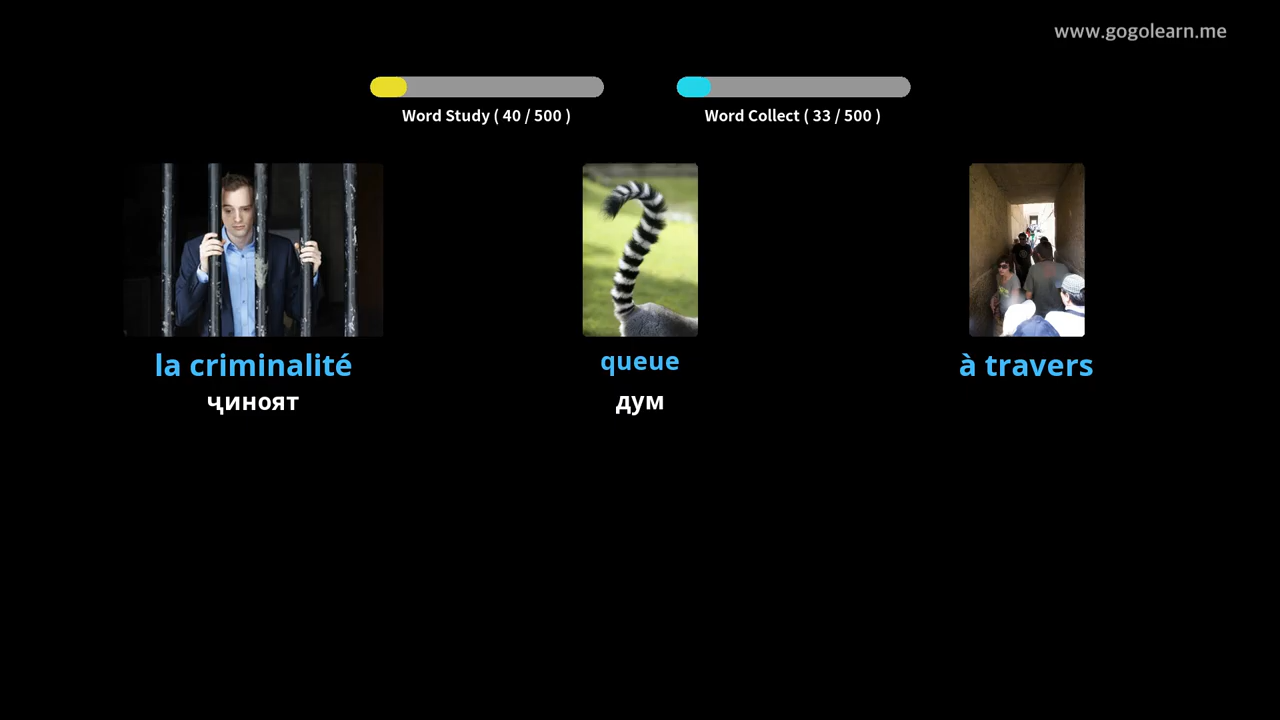 www.gogolearn.me
Word Study ( 40 / 500 )
Word Collect ( 33 / 500 )
la criminalité
queue
à travers
ҷиноят
дум